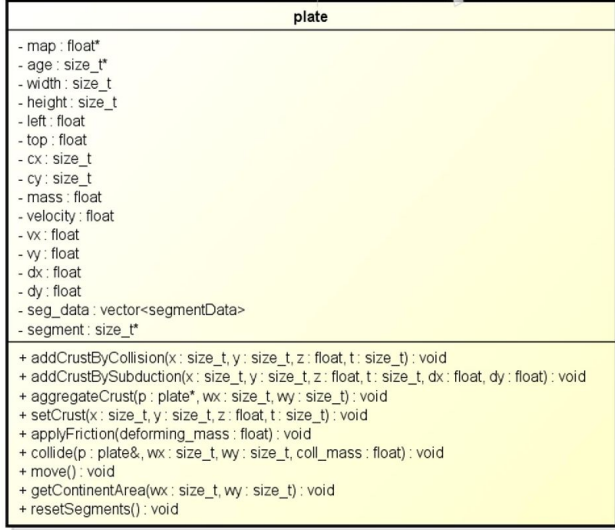 plate
- map : float*
- age : size_t*
- width : size_t
- height : size_t
- left : float
- top : float
- cx : size_t
- cy : size_t
- mass : float
- velocity : float
- vx : float
- vy : float
- dx : float
- dy : float
- seg_data : vector<segmentData>
- segment : size_t*
+ addCrustByCollision(x : size_t, y : size_t, z : float, t : size_t) : void
+ addCrustBySubduction(x : size_t, y : size_t, z : float, t : size_t, dx : float, dy : float) : void
+ aggregateCrust(p : plate*, wx : size_t, wy : size_t) : void
+ setCrust(x : size_t, y : size_t, z : float, t : size_t) : void
+ applyFriction(deforming_mass : float) : void
+ collide(p : plate&, wx : size_t, wy : size_t, coll_mass : float) : void
+ move() : void
+ getContinentArea(wx : size_t, wy : size_t) : void
+ resetSegments() : void